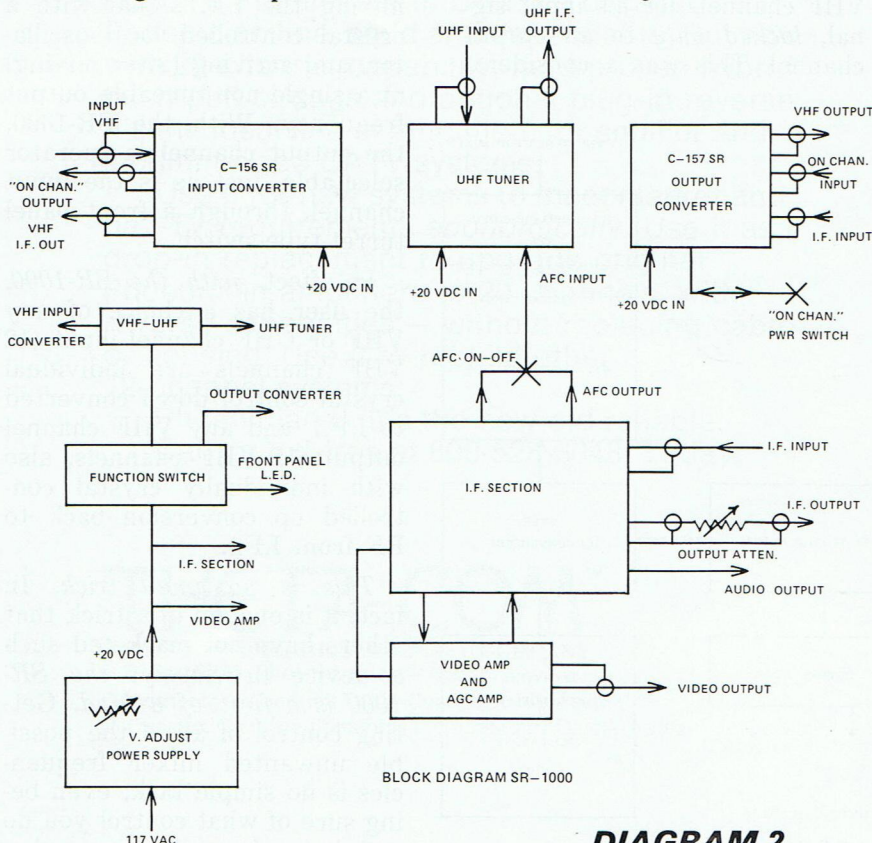 UHF INPUT
UHF I.F.
OUTPUT
INPUT
VHF
"ON CHAN."
OUTPUT
VHF
I.F. OUT
C-156 SR
INPUT CONVERTER
+20 VDC IN
UHF TUNER
+20 VDC IN
AFC INPUT
C-157 SR
OUTPUT
CONVERTER
VHF OUTPUT
ON CHAN.
INPUT
I.F. INPUT
+20 VDC IN
"ON CHAN."
PWR SWITCH
VHF INPUT
CONVERTER
VHF-UHF
UHF TUNER
OUTPUT CONVERTER
FUNCTION SWITCH
FRONT PANEL
L.E.D.
I.F. SECTION
VIDEO AMP
+20 VDC
V. ADJUST
POWER SUPPLY
117 VAC
AFC·ON-OFF
AFC OUTPUT
I.F. SECTION
I.F. INPUT
I.F. OUTPUT
OUTPUT ATTEN.
AUDIO OUTPUT
VIDEO AMP
AND
AGC AMP
VIDEO OUTPUT
BLOCK DIAGRAM SR-1000
DIAGRAM 2